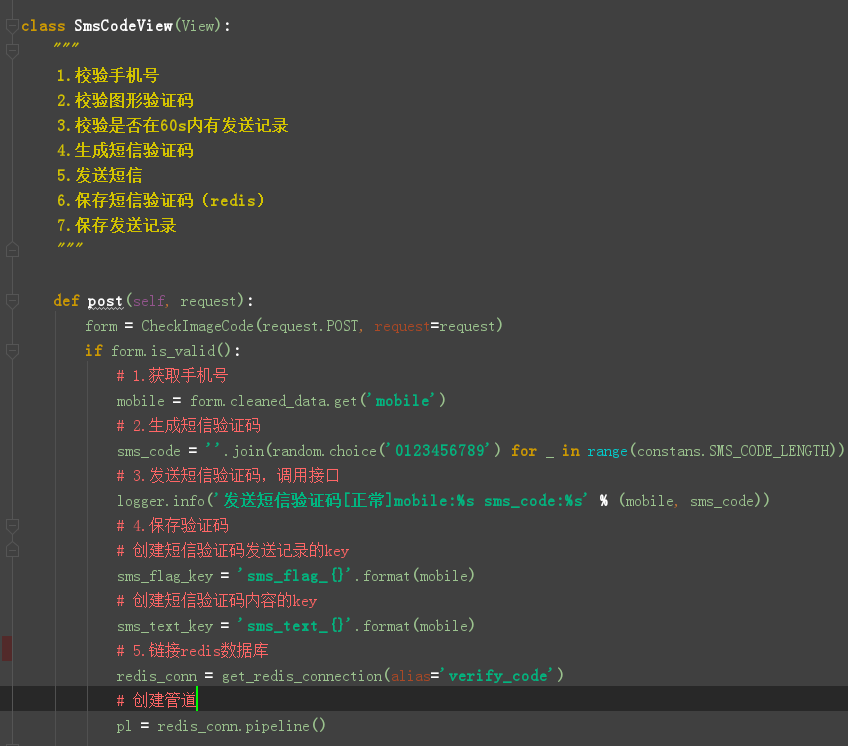 class SmsCodeView(View):
"""
1.校验手机号
2.校验图形验证码
3.校验是否在60s内有发送记录
4.生成短信验证码
5.发送短信
6.保存短信验证码（redis）
7.保存发送记录
"""
def post(self, request):
form = CheckImageCode(request.POST, request=request)
if form.is_valid():
# 1.获取手机号
mobile = form.cleaned_data.get('mobile')
# 2.生成短信验证码
sms_code = ''.join(random.choice('0123456789') for _ in range(constans.SMS_CODE_LENGTH))
# 3.发送短信验证码，调用接口
logger.info('发送短信验证码[正常]mobile:%s sms_code:%s' % (mobile, sms_code))
# 4.保存验证码
# 创建短信验证码发送记录的key
sms_flag_key = 'sms_flag_{}'.format(mobile)
# 创建短信验证码内容的key
sms_text_key = 'sms_text_{}'.format(mobile)
# 5.链接redis数据库
redis_conn = get_redis_connection(alias='verify_code')
# 创建管道
pl = redis_conn.pipeline()